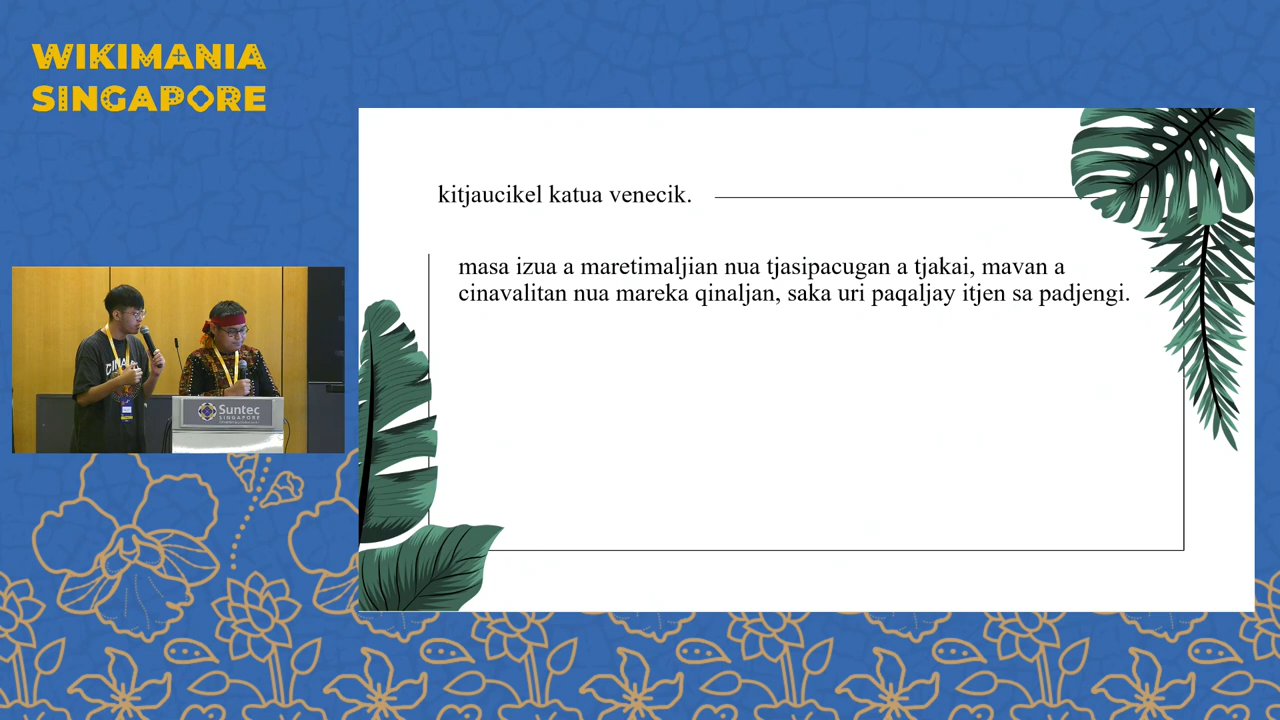 WIKIMANIA
SINGAPORE
kitjaucikel katua venecik.
masa izua a maretimaljian nua tjasipacugan a tjakai, mavan a
cinavalitan nua mareka qinaljan, saka uri paqaljay itjen sa padjengi.
Suntec
SINGAPORE